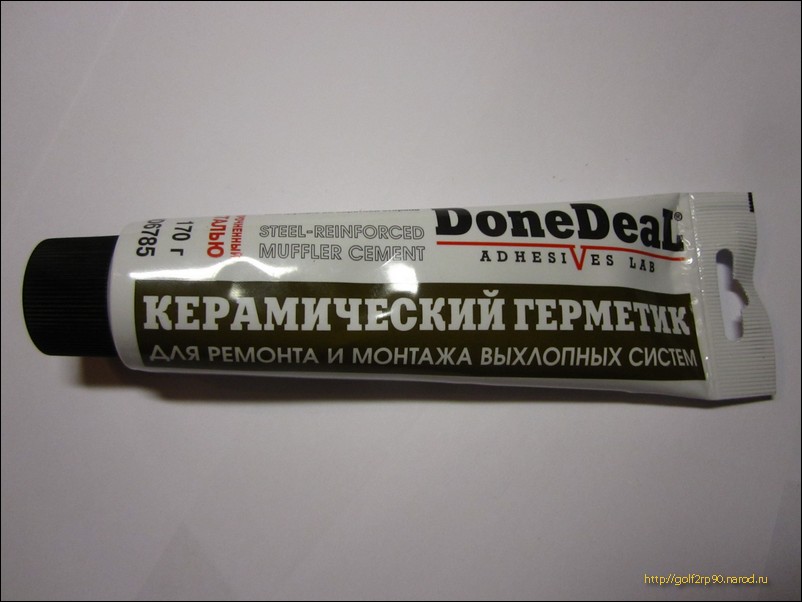 DoneDeaL®
ADHESIVES LAB
STEEL-REINFORCED
MUFFLER CEMENT
170 г
КЕРАМИЧЕСКИЙ ГЕРМЕТИК
ДЛЯ РЕМОНТА И МОНТАЖА ВЫХЛОПНЫХ СИСТЕМ
http://golf2rp90.narod.ru